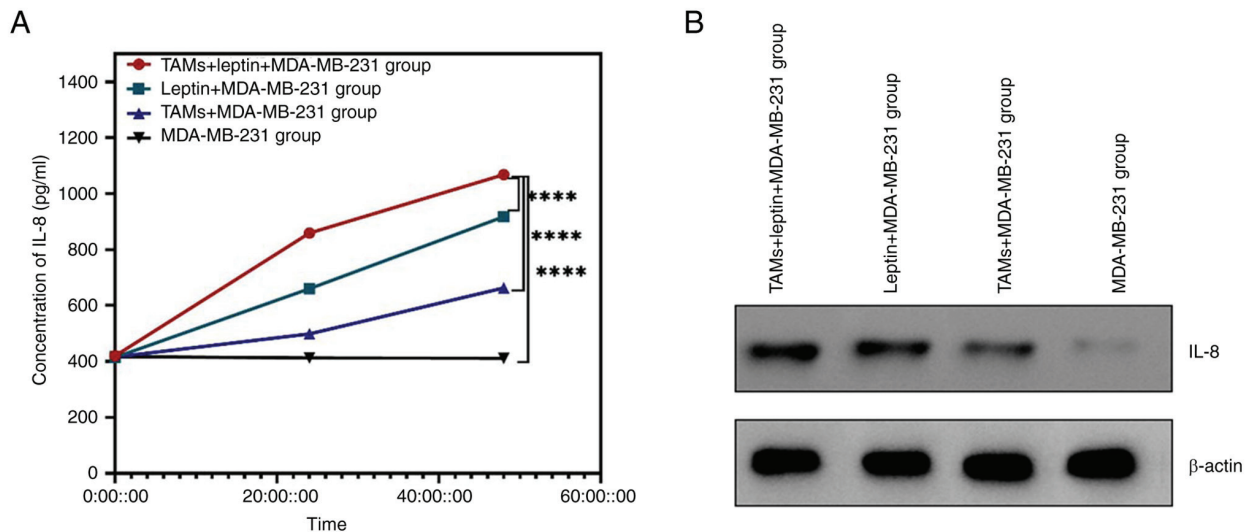 A
TAMs+leptin+MDA-MB-231 group
Leptin+MDA-MB-231 group
TAMs+MDA-MB-231 group
MDA-MB-231 group
Concentration of IL-8 (pg/ml)
1400
1200
1000
800
600
400
200
0
****
****
****
0:00::00
20:00::00
40:00::00
60:00::00
Time
B
TAMs+leptin+MDA-MB-231 group
Leptin+MDA-MB-231 group
TAMs+MDA-MB-231 group
MDA-MB-231 group
IL-8
β-actin